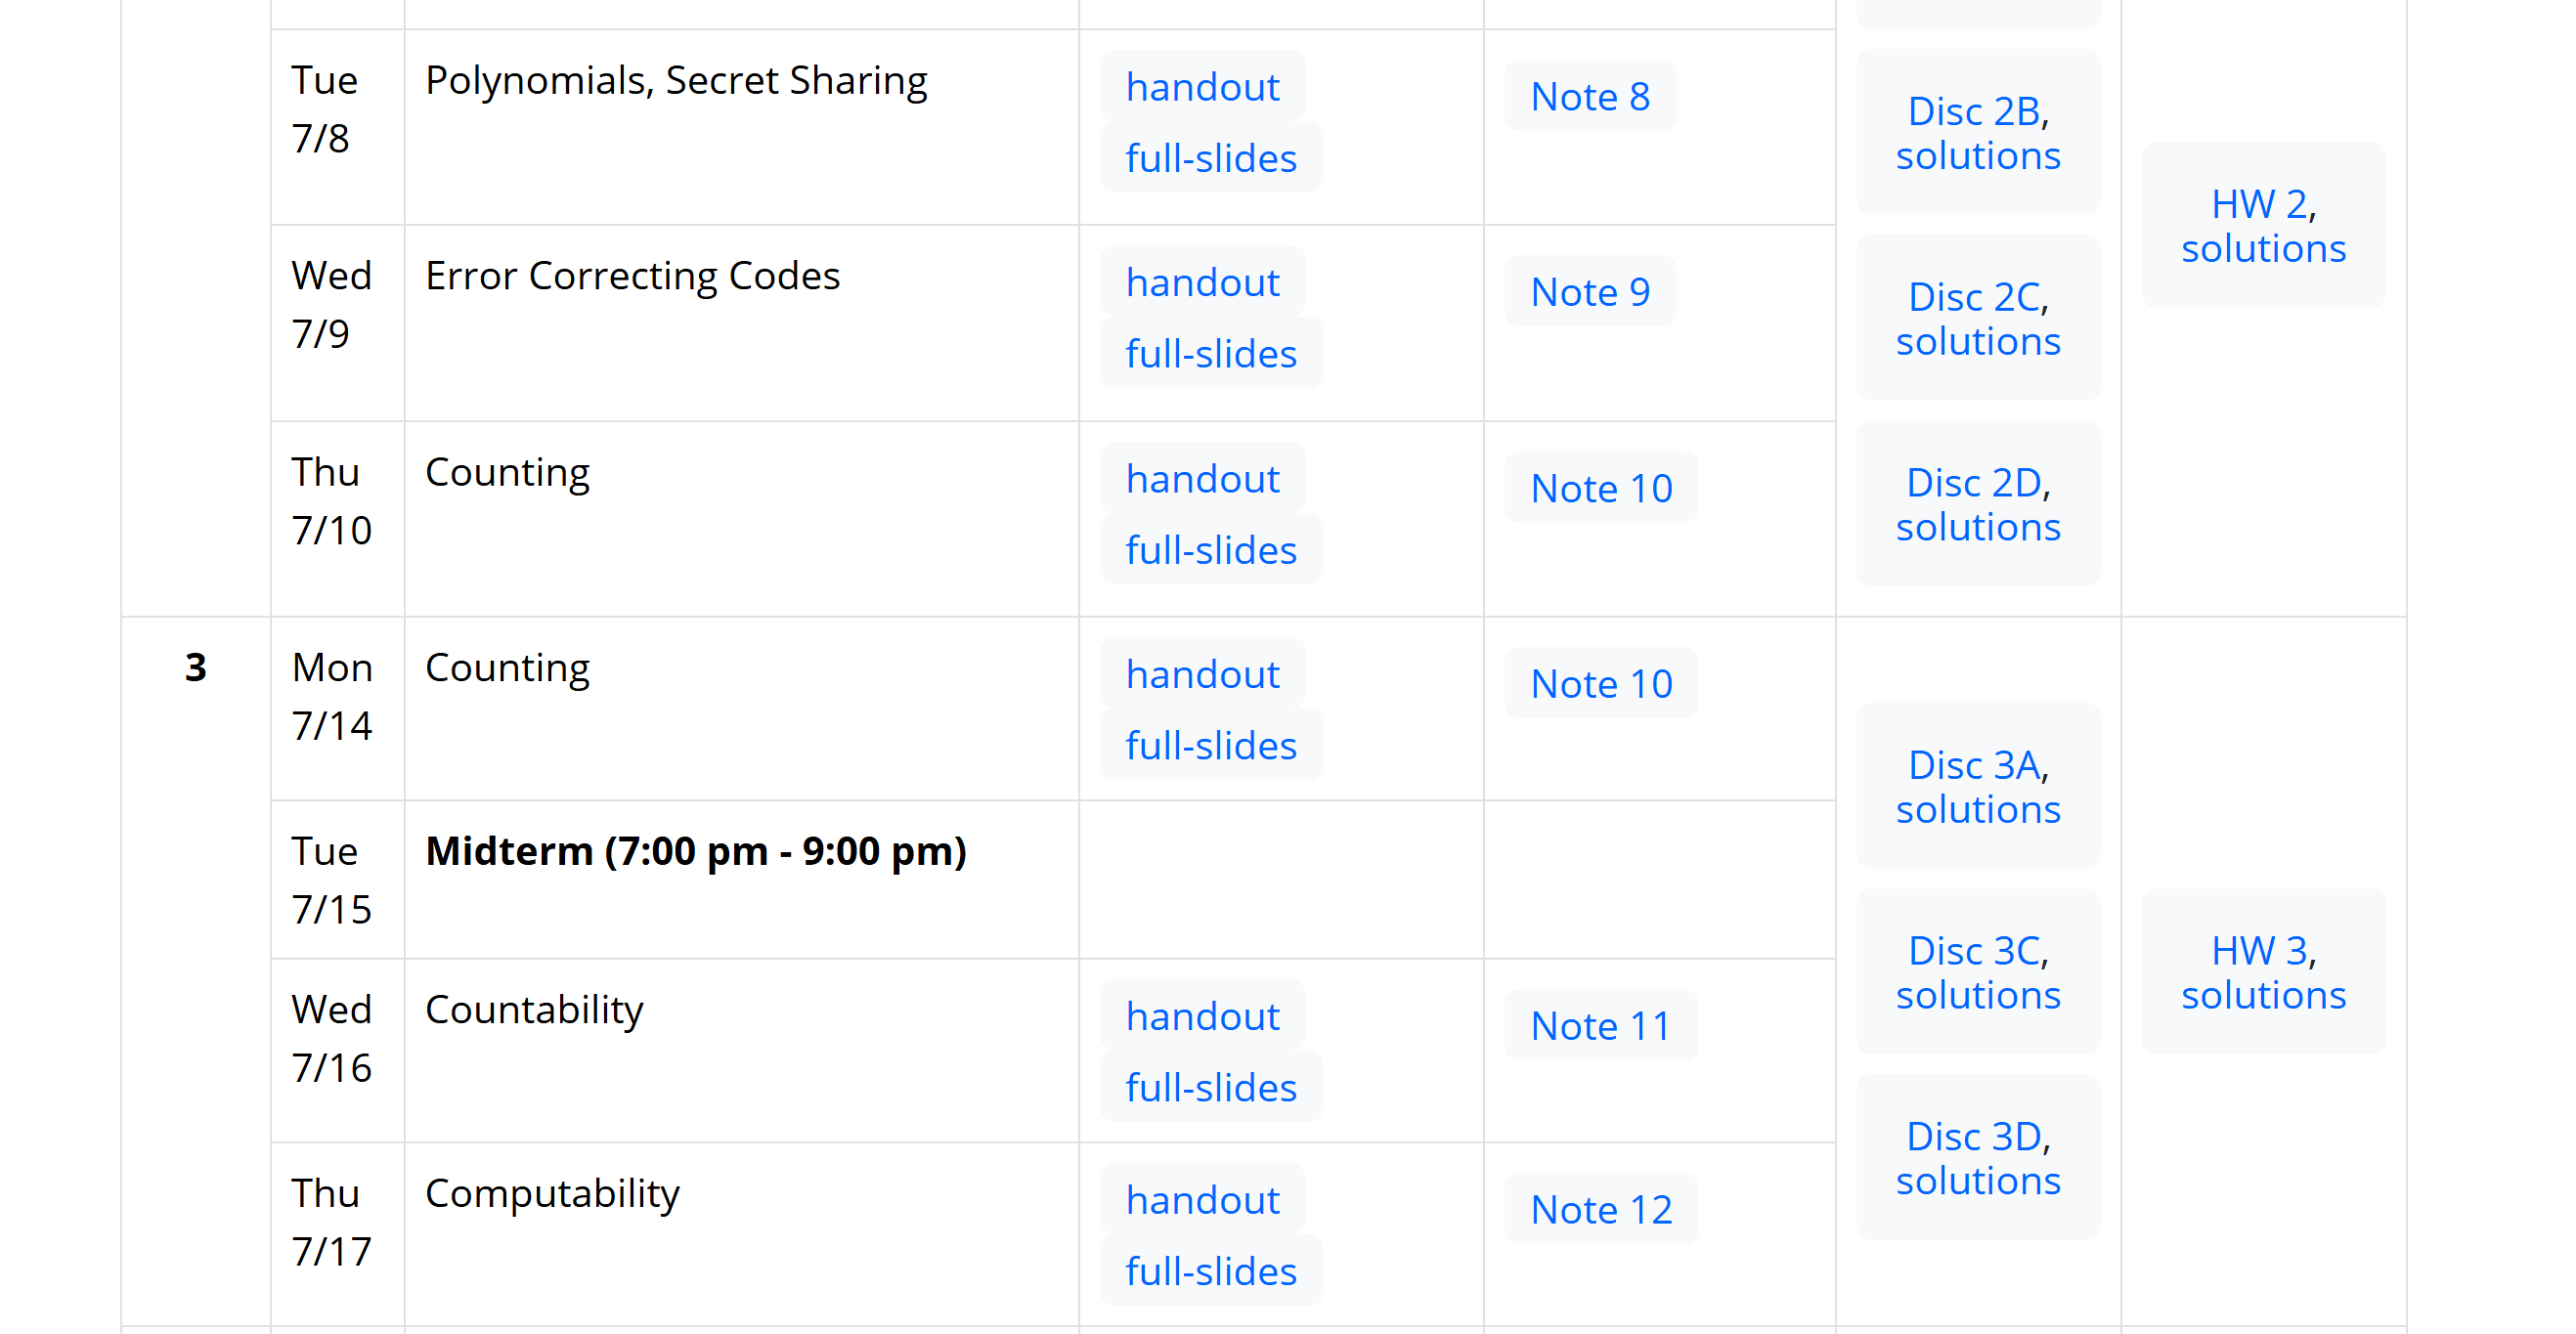 Tue
7/8
Polynomials, Secret Sharing
handout
full-slides
Note 8
Disc 2B,
solutions
HW 2,
solutions
Wed
7/9
Error Correcting Codes
handout
full-slides
Note 9
Disc 2C,
solutions
Thu
7/10
Counting
handout
full-slides
Note 10
Disc 2D,
solutions
3
Mon
7/14
Counting
handout
full-slides
Note 10
Disc 3A,
solutions
Tue
7/15
Midterm (7:00 pm - 9:00 pm)
Disc 3C,
solutions
HW 3,
solutions
Wed
7/16
Countability
handout
full-slides
Note 11
Disc 3D,
solutions
Thu
7/17
Computability
handout
full-slides
Note 12